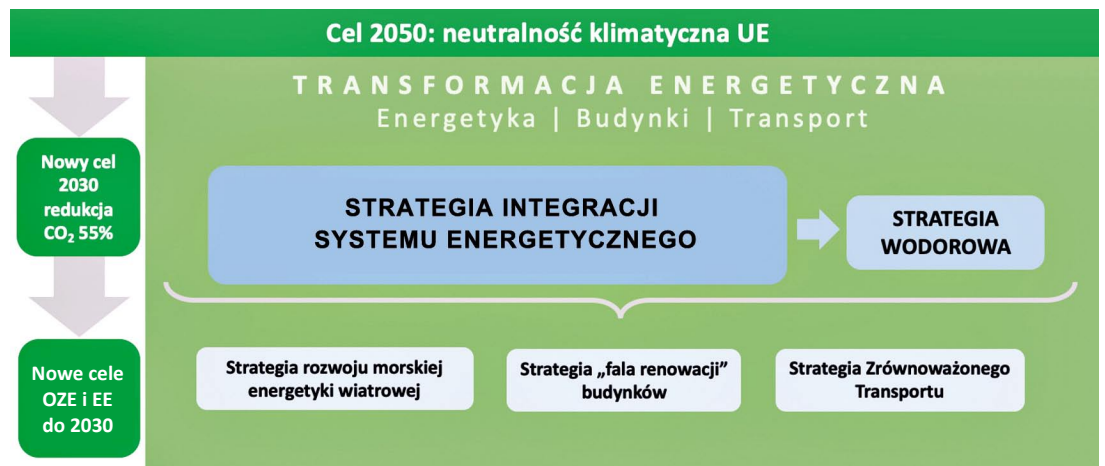 Cel 2050: neutralność klimatyczna UE
TRANSFORMACJA ENERGETYCZNA
Energetyka | Budynki | Transport
Nowy cel
2030
redukcja
CO₂ 55%
STRATEGIA INTEGRACJI
SYSTEMU ENERGETYCZNEGO
STRATEGIA
WODOROWA
Nowe cele
OZE i EE
do 2030
Strategia rozwoju morskiej
energetyki wiatrowej
Strategia „fala renowacji”
budynków
Strategia Zrównoważonego
Transportu